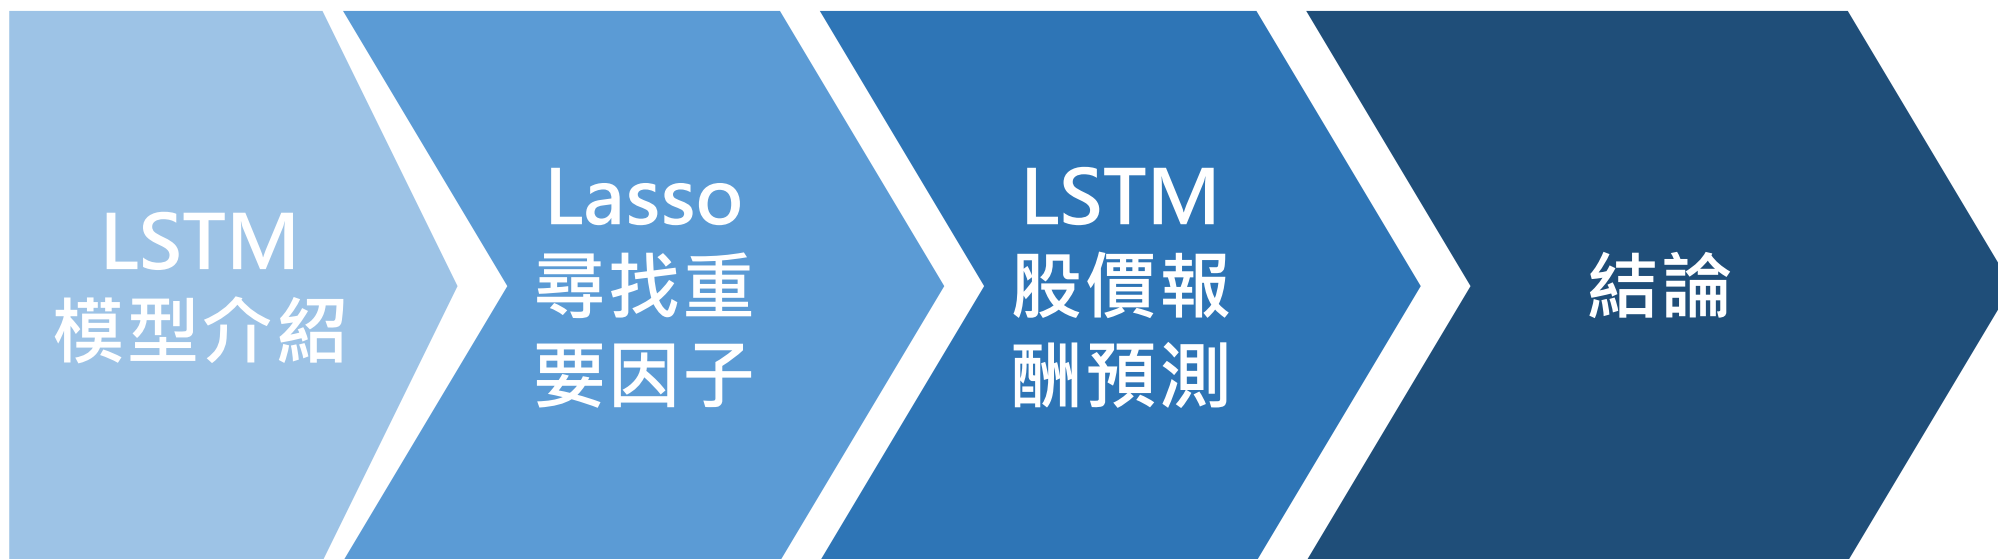 LSTM
模型介紹
Lasso
尋找重
要因子
LSTM
股價報
酬預測
結論